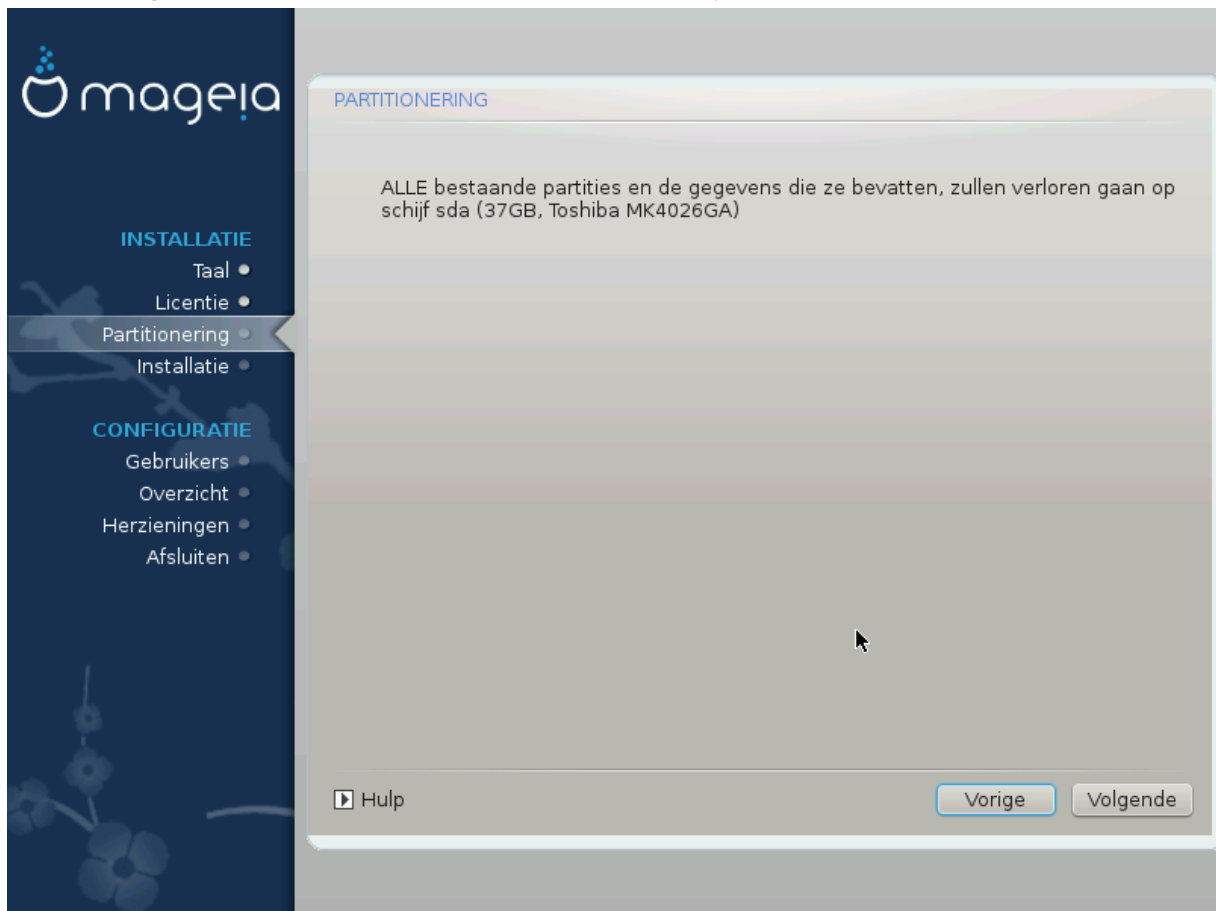 mageia
INSTALLATIE
Taal
Licentie
Partitionering
Installatie
CONFIGURATIE
Gebruikers
Overzicht
Herzieningen
Afsluiten
PARTITIONERING
ALLE bestaande partities en de gegevens die ze bevatten, zullen verloren gaan op
schijf sda (37GB, Toshiba MK4026GA)
Hulp
Vorige
Volgende